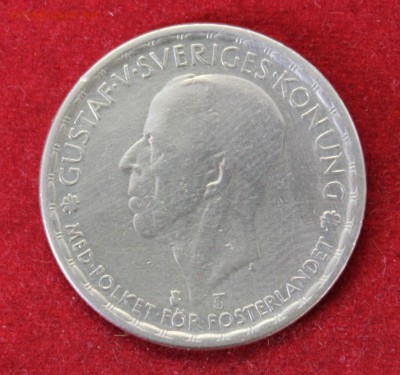 GUSTAF·V·SVERIGES·KONUNG
MED·FOLKET·FÖR·FOSTERLANDET